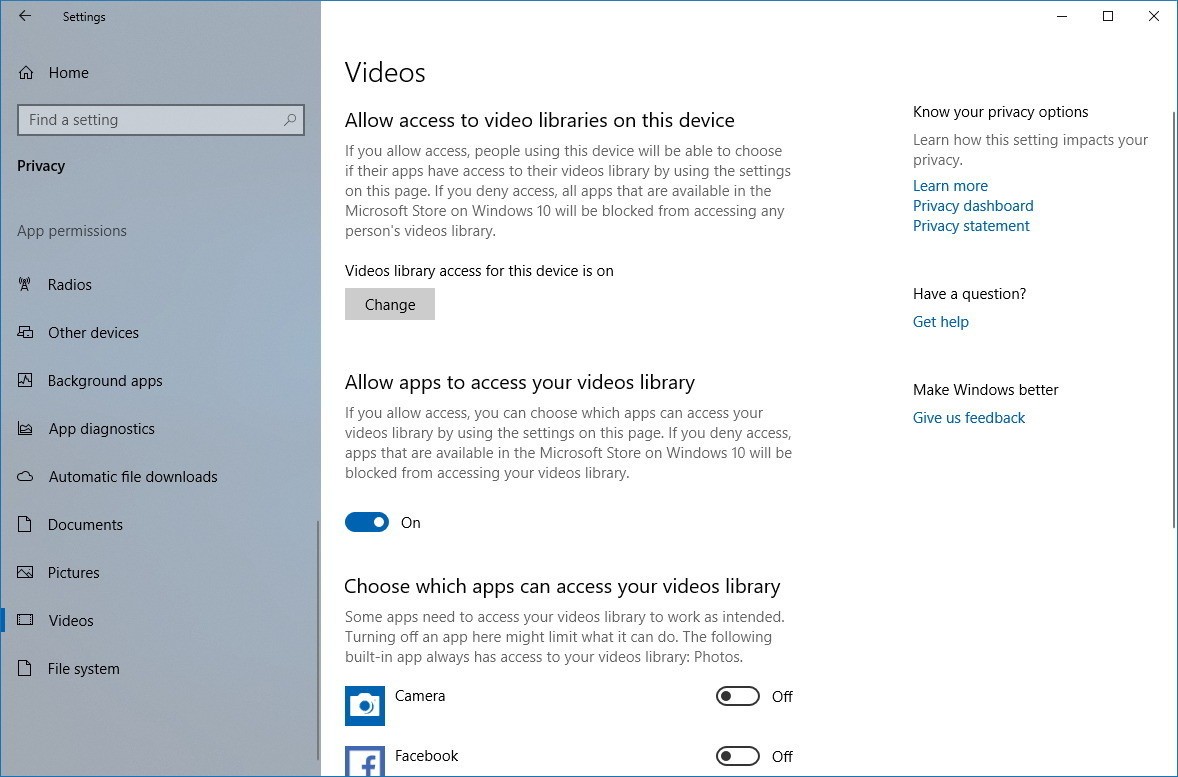 Settings
Home
Find a setting
Privacy
App permissions
Radios
Other devices
Background apps
App diagnostics
Automatic file downloads
Documents
Pictures
Videos
File system
Videos
Allow access to video libraries on this device
If you allow access, people using this device will be able to choose
if their apps have access to their videos library by using the settings
on this page. If you deny access, all apps that are available in the
Microsoft Store on Windows 10 will be blocked from accessing any
person's videos library.
Videos library access for this device is on
Change
Allow apps to access your videos library
If you allow access, you can choose which apps can access your
videos library by using the settings on this page. If you deny access,
apps that are available in the Microsoft Store on Windows 10 will be
blocked from accessing your videos library.
On
Choose which apps can access your videos library
Some apps need to access your videos library to work as intended.
Turning off an app here might limit what it can do. The following
built-in app always has access to your videos library: Photos.
Camera
Off
Facebook
Off
Know your privacy options
Learn how this setting impacts your
privacy.
Learn more
Privacy dashboard
Privacy statement
Have a question?
Get help
Make Windows better
Give us feedback